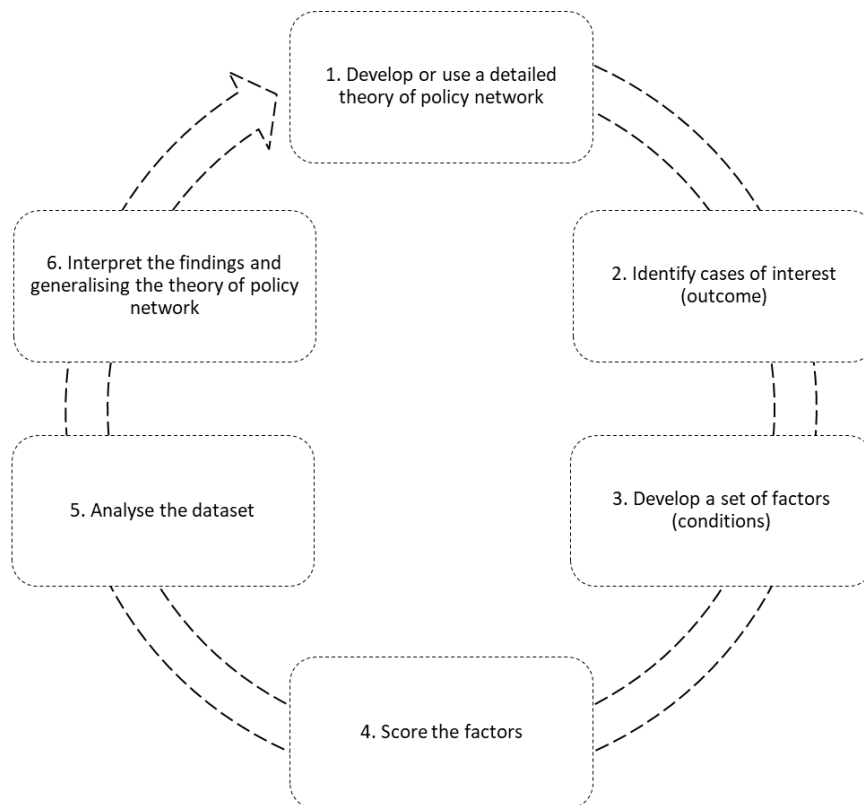 1. Develop or use a detailed
theory of policy network
2. Identify cases of interest
(outcome)
3. Develop a set of factors
(conditions)
4. Score the factors
5. Analyse the dataset
6. Interpret the findings and
generalising the theory of policy
network